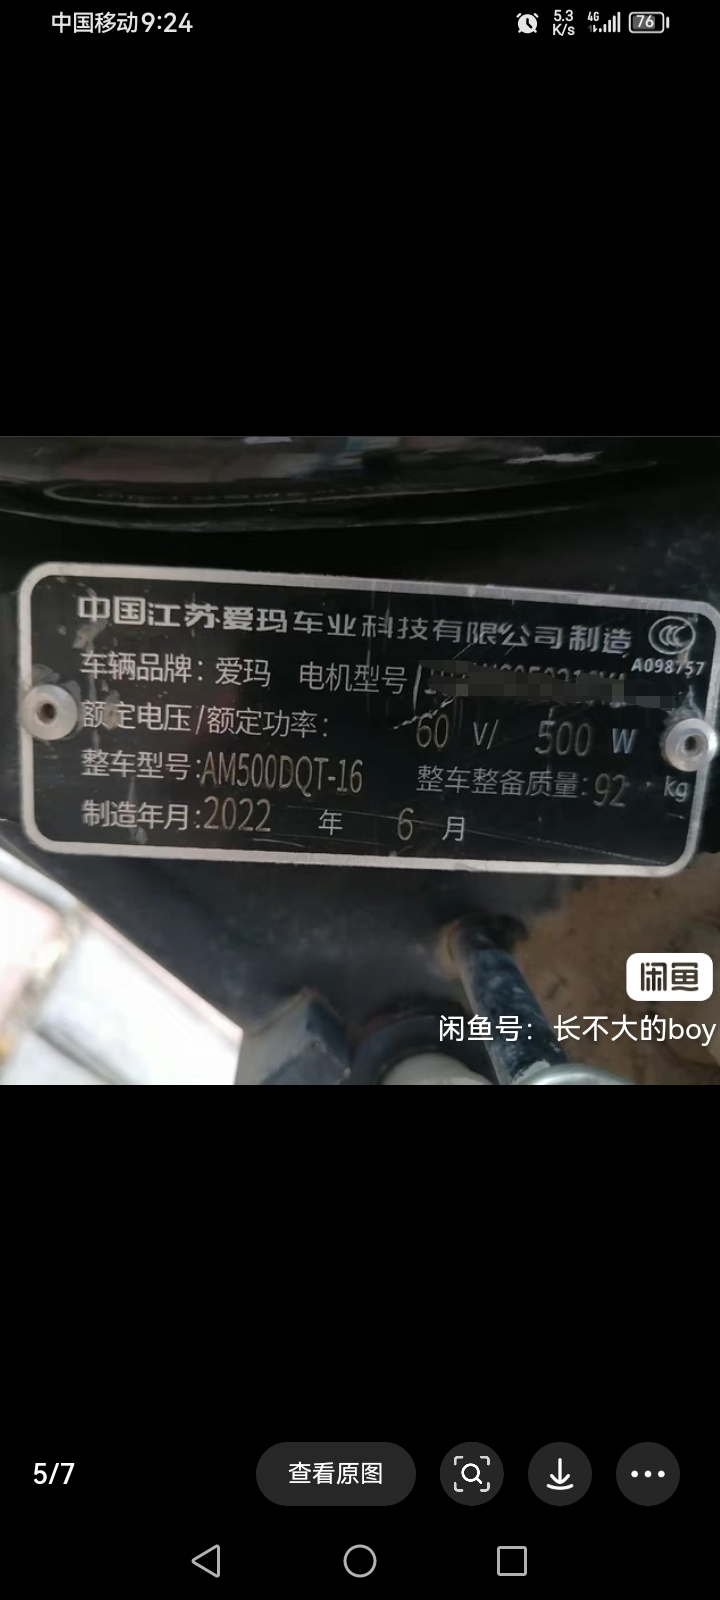 中国移动9:24
5.3 K/s
4G
76
中国江苏爱玛车业科技有限公司制造
A098757
车辆品牌：爱玛 电机型号
额定电压/额定功率： 60 V/ 500 W
整车型号:AM500DQT-16 整车整备质量:92 kg
制造年月:2022 年 6 月
闲鱼
闲鱼号：长不大的boy
5/7
查看原图